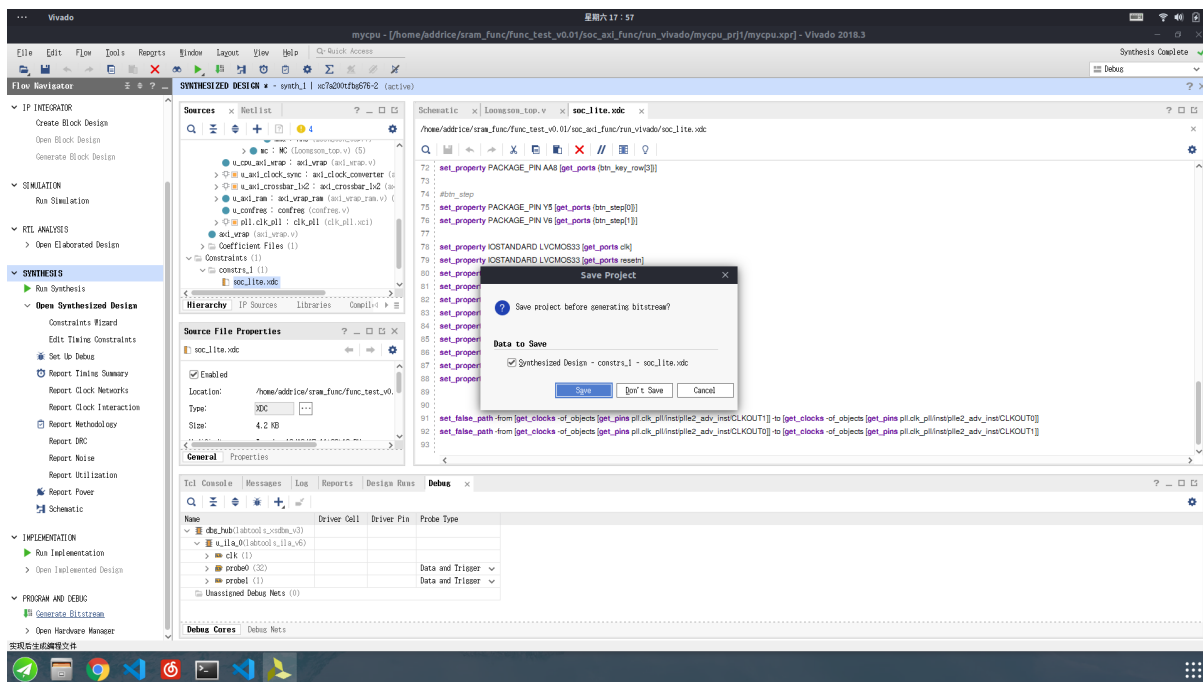 Vivado
星期六 17：57
mycpu - [/home/addrice/sram_func/func_test_v0.01/soc_axi_func/run_vivado/mycpu_prj1/mycpu.xpr] - Vivado 2018.3
File Edit Flow Tools Reports Window Layout View Help Quick Access
Synthesis Complete
Debug
Flow Navigator
SYNTHESIZED DESIGN * - synth_1 | xc7a200tfbg676-2 (active)
IP INTEGRATOR
Create Block Design
Open Block Design
Generate Block Design
SIMULATION
Run Simulation
RTL ANALYSIS
Open Elaborated Design
SYNTHESIS
Run Synthesis
Open Synthesized Design
Constraints Wizard
Edit Timing Constraints
Set Up Debug
Report Timing Summary
Report Clock Networks
Report Clock Interaction
Report Methodology
Report DRC
Report Noise
Report Utilization
Report Power
Schematic
IMPLEMENTATION
Run Implementation
Open Implemented Design
PROGRAM AND DEBUG
Generate Bitstream
Open Hardware Manager
实现后生成编程文件
Sources Netlist
4
mc : MC (Loongson_top.v) (5)
u_cpu_axi_wrap : axi_wrap (axi_wrap.v)
u_axi_clock_sync : axi_clock_converter (a
u_axi_crossbar_1x2 : axi_crossbar_1x2 (ax
u_axi_ram : axi_wrap_ram (axi_wrap_ram.v) (
u_confreg : confreg (confreg.v)
pll.clk_pll : clk_pll (clk_pll.xci)
axi_wrap (axi_wrap.v)
Coefficient Files (1)
Constraints (1)
constrs_1 (1)
soc_lite.xdc
Hierarchy IP Sources Libraries
Source File Properties
soc_lite.xdc
Enabled
Location: /home/addrice/sram_func/func_test_v0.
Type: XDC
Size: 4.2 KB
General Properties
Schematic Loongson_top.v soc_lite.xdc
/home/addrice/sram_func/func_test_v0.01/soc_axi_func/run_vivado/soc_lite.xdc
72 set_property PACKAGE_PIN AA8 [get_ports {btn_key_row[3]}]
73
74 #btn_step
75 set_property PACKAGE_PIN Y5 [get_ports {btn_step[0]}]
76 set_property PACKAGE_PIN V6 [get_ports {btn_step[1]}]
77
78 set_property IOSTANDARD LVCMOS33 [get_ports clk]
79 set_property IOSTANDARD LVCMOS33 [get_ports resetn]
80 set_proper
81 set_proper
82 set_proper
83 set_proper
84 set_proper
85 set_proper
86 set_proper
87 set_proper
88 set_proper
89
90
91 set_false_path -from [get_clocks -of_objects [get_pins pll.clk_pll/inst/plle2_adv_inst/CLKOUT1]] -to [get_clocks -of_objects [get_pins pll.clk_pll/inst/plle2_adv_inst/CLKOUT0]]
92 set_false_path -from [get_clocks -of_objects [get_pins pll.clk_pll/inst/plle2_adv_inst/CLKOUT0]] -to [get_clocks -of_objects [get_pins pll.clk_pll/inst/plle2_adv_inst/CLKOUT1]]
93
Save Project
Save project before generating bitstream?
Data to Save
Synthesized Design - constrs_1 - soc_lite.xdc
Save Don't Save Cancel
Tcl Console Messages Log Reports Design Runs Debug
Name Driver Cell Driver Pin Probe Type
dbg_hub(labtools_xsdbm_v3)
u_ila_0(labtools_ila_v6)
clk (1)
probe0 (32) Data and Trigger
probe1 (1) Data and Trigger
Unassigned Debug Nets (0)
Debug Cores Debug Nets